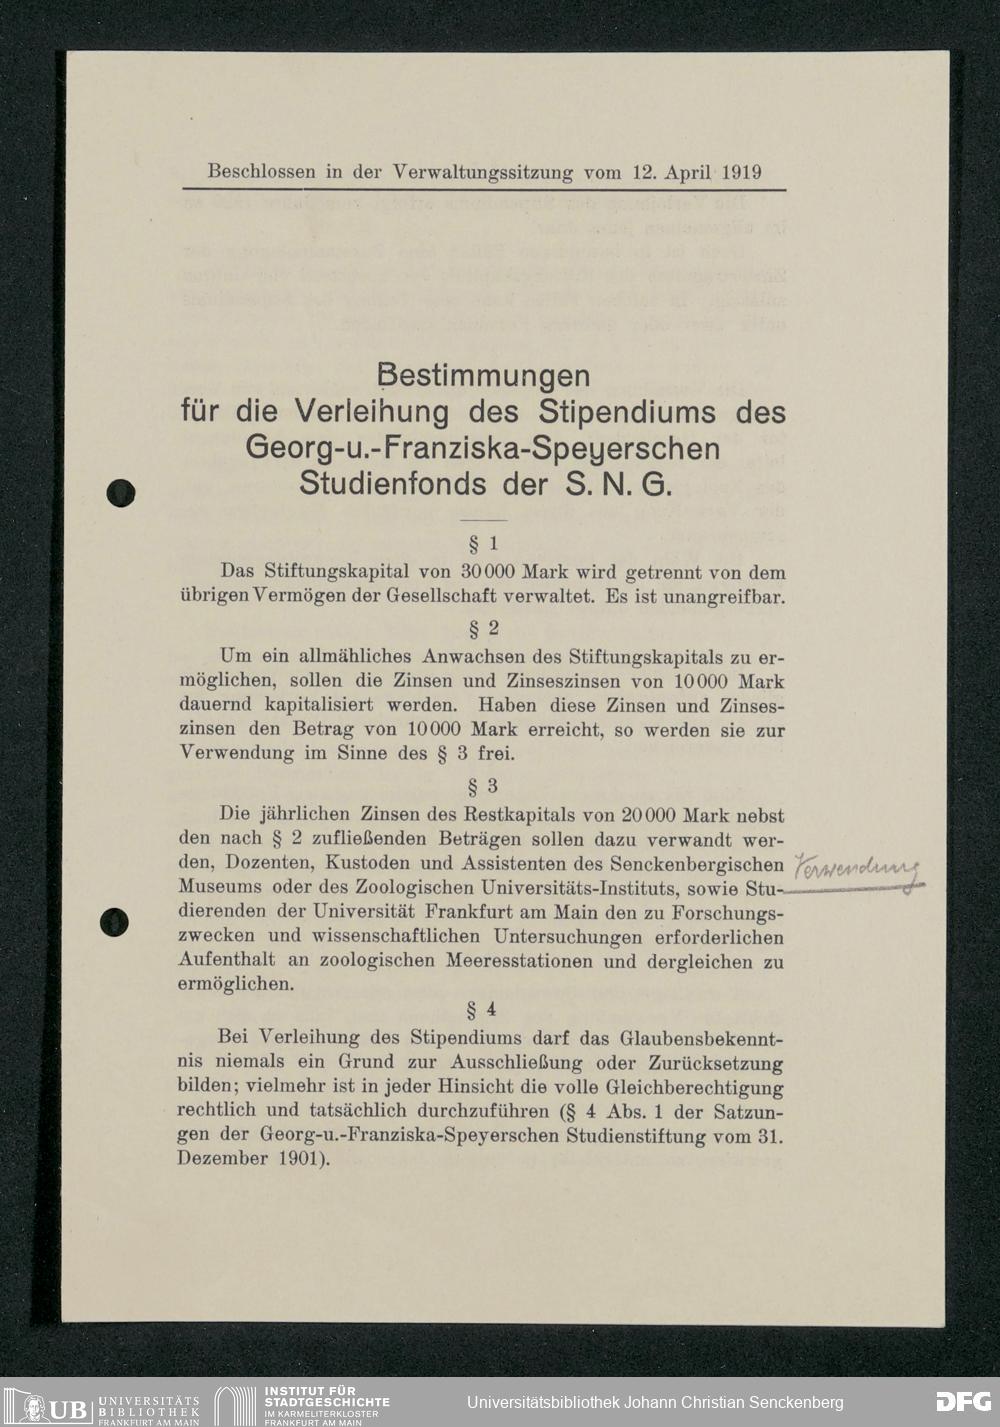 Beschlossen in der Verwaltungssitzung vom 12. April 1919
Bestimmungen
für die Verleihung des Stipendiums des
Georg-u.-Franziska-Speyerschen
Studienfonds der S. N. G.
§ 1
Das Stiftungskapital von 30000 Mark wird getrennt von dem
übrigen Vermögen der Gesellschaft verwaltet. Es ist unangreifbar.
§ 2
Um ein allmähliches Anwachsen des Stiftungskapitals zu er-
möglichen, sollen die Zinsen und Zinseszinsen von 10000 Mark
dauernd kapitalisiert werden. Haben diese Zinsen und Zinses-
zinsen den Betrag von 10000 Mark erreicht, so werden sie zur
Verwendung im Sinne des § 3 frei.
§ 3
Die jährlichen Zinsen des Restkapitals von 20000 Mark nebst
den nach § 2 zufließenden Beträgen sollen dazu verwandt wer-
den, Dozenten, Kustoden und Assistenten des Senckenbergischen
Verwendung
Museums oder des Zoologischen Universitäts-Instituts, sowie Stu-
dierenden der Universität Frankfurt am Main den zu Forschungs-
zwecken und wissenschaftlichen Untersuchungen erforderlichen
Aufenthalt an zoologischen Meeresstationen und dergleichen zu
ermöglichen.
§ 4
Bei Verleihung des Stipendiums darf das Glaubensbekennt-
nis niemals ein Grund zur Ausschließung oder Zurücksetzung
bilden; vielmehr ist in jeder Hinsicht die volle Gleichberechtigung
rechtlich und tatsächlich durchzuführen (§ 4 Abs. 1 der Satzun-
gen der Georg-u.-Franziska-Speyerschen Studienstiftung vom 31.
Dezember 1901).
UB
UNIVERSITÄTS
BIBLIOTHEK
FRANKFURT AM MAIN
INSTITUT FÜR
STADTGESCHICHTE
IM KARMELITERKLOSTER
FRANKFURT AM MAIN
Universitätsbibliothek Johann Christian Senckenberg
DFG